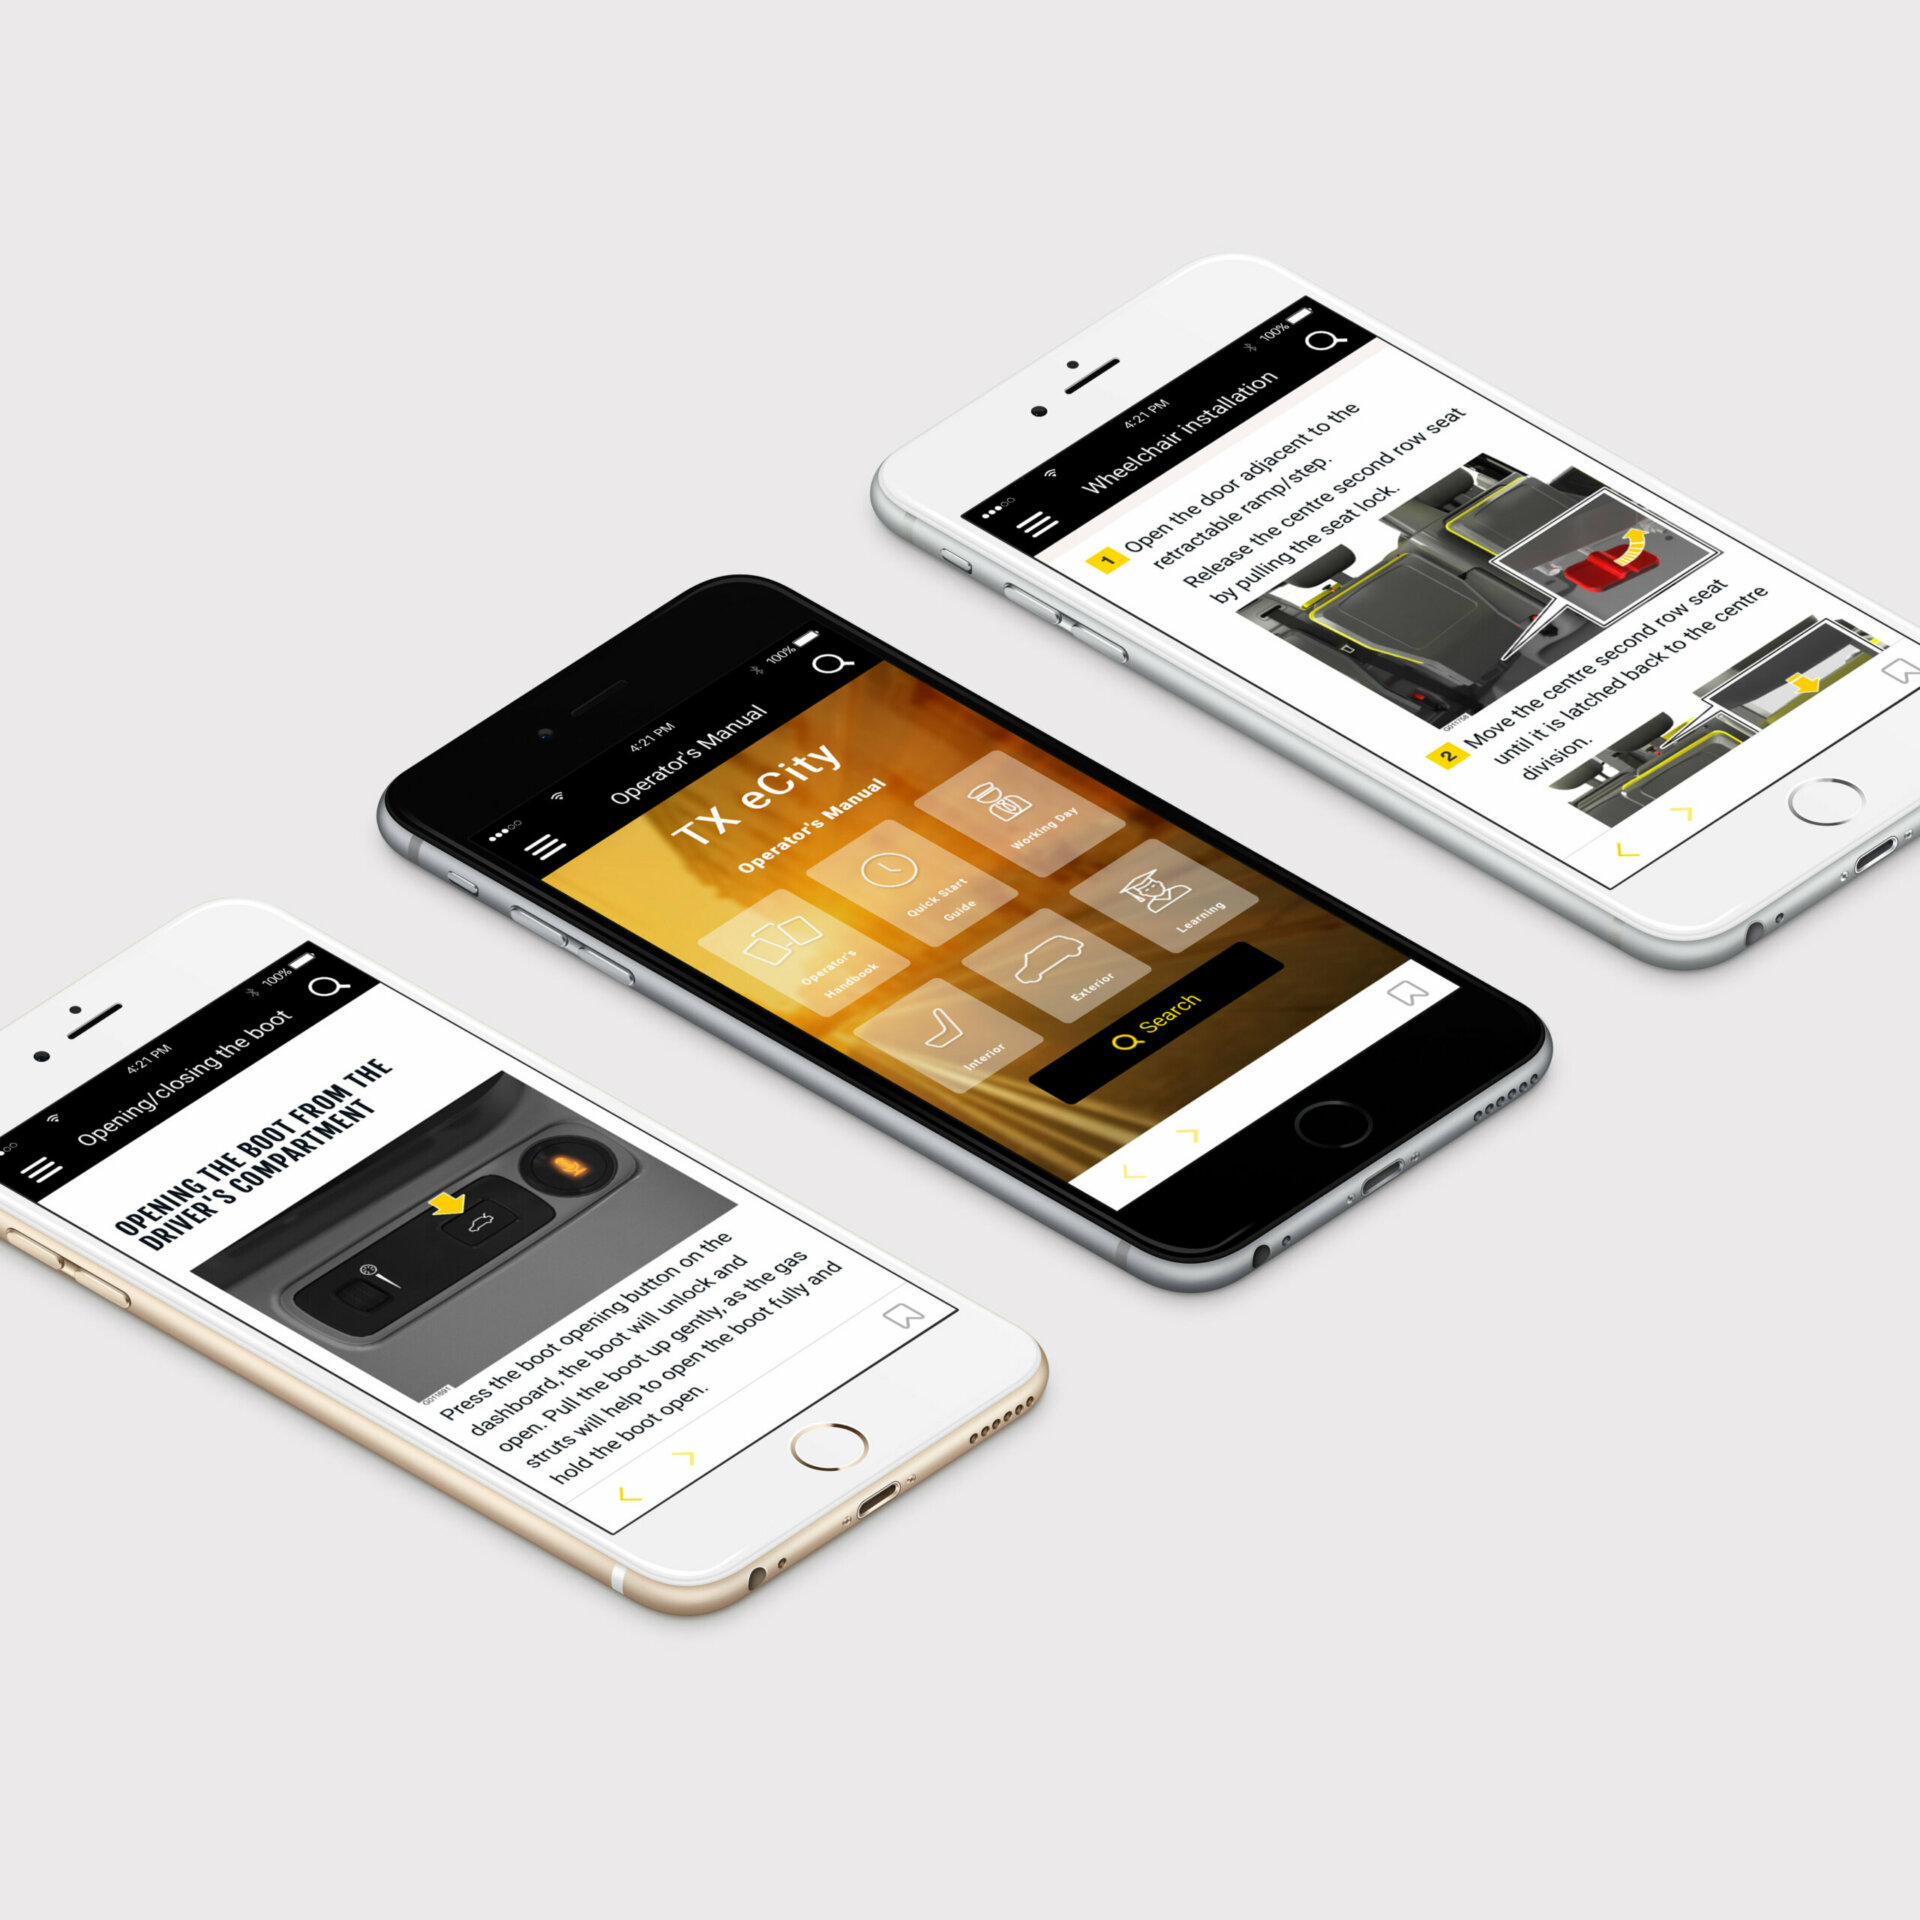 4:21 PM
100%
Opening/closing the boot
OPENING THE BOOT FROM THE
DRIVER'S COMPARTMENT
G011691
Press the boot opening button on the
dashboard, the boot will unlock and
open. Pull the boot up gently, as the gas
struts will help to open the boot fully and
hold the boot open.
4:21 PM
100%
Operator's Manual
TX eCity
Operator's Manual
Operator's
Handbook
Quick Start
Guide
Working Day
Interior
Exterior
Learning
Search
4:21 PM
100%
Wheelchair installation
1 Open the door adjacent to the
retractable ramp/step.
Release the centre second row seat
by pulling the seat lock.
G011758
2 Move the centre second row seat
until it is latched back to the centre
division.